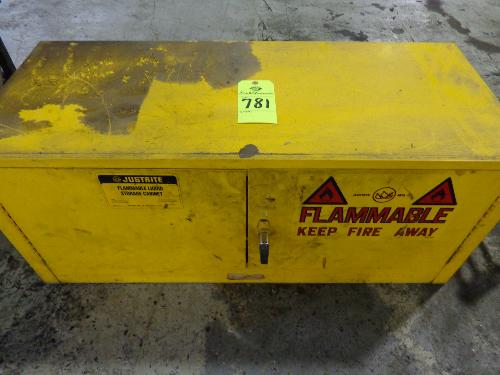 781
JUSTRITE
FLAMMABLE LIQUID
STORAGE CABINET
FLAMMABLE
KEEP FIRE AWAY